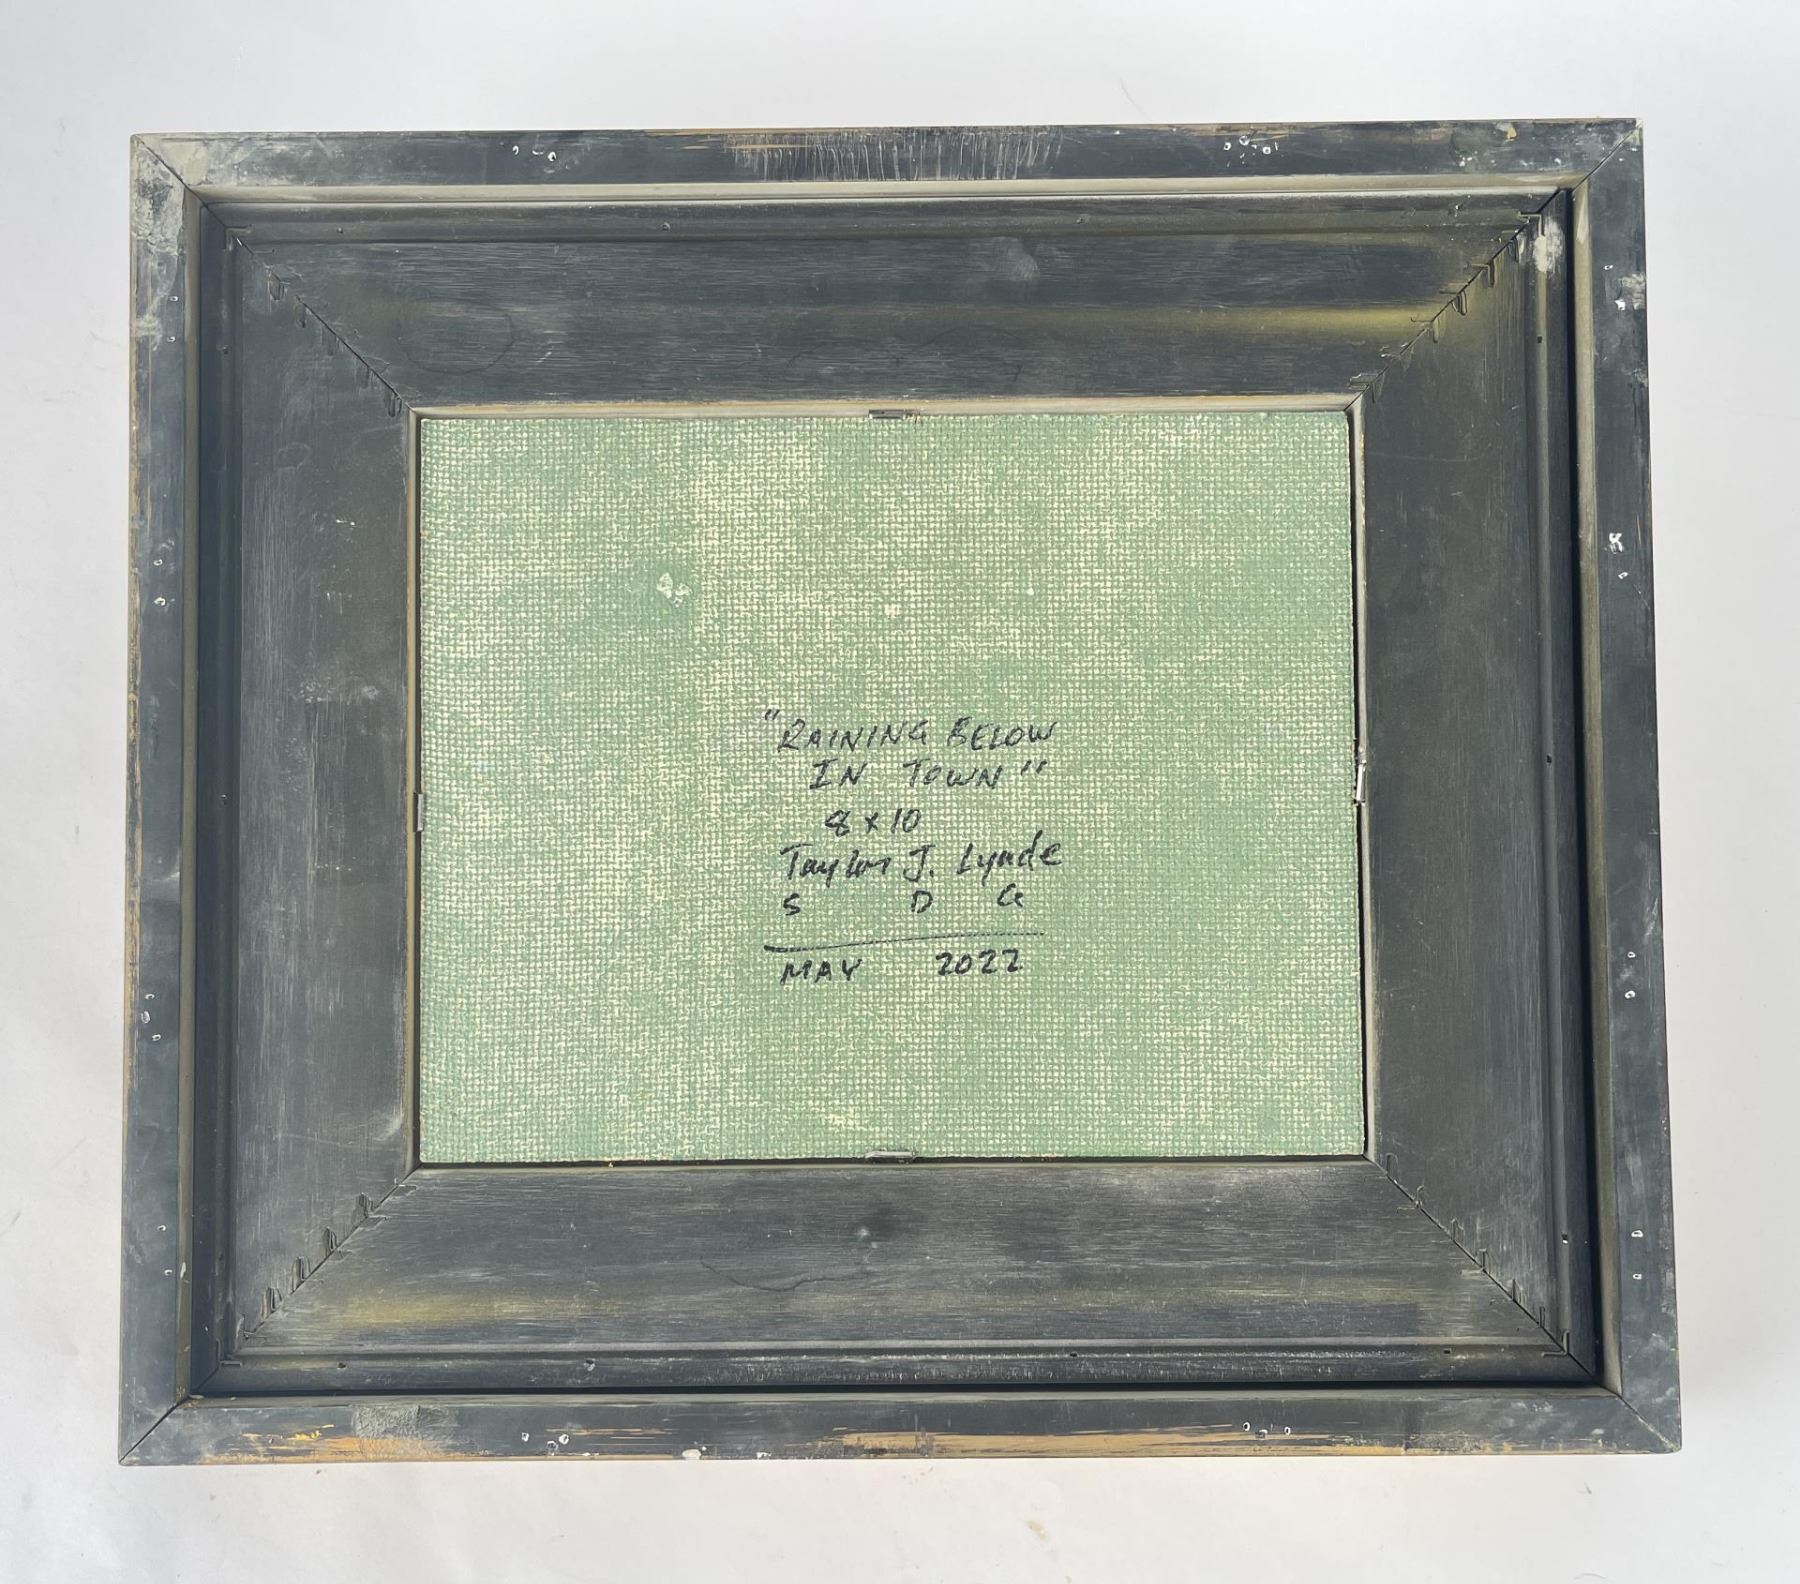 "RAINING BELOW
IN TOWN"
8 x 10
Taylor J. Lynde
S D G
MAY 2022